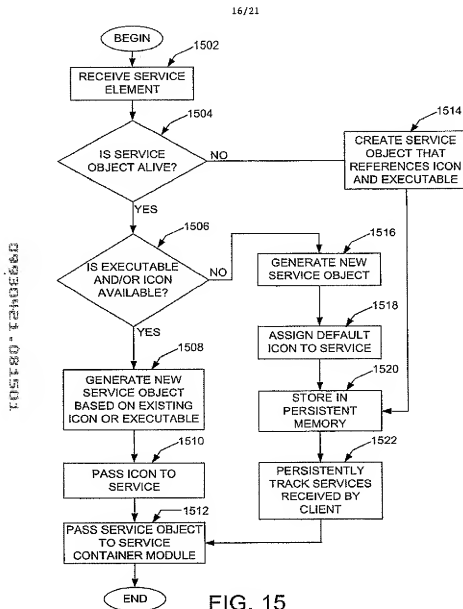 16/21
BEGIN
1502
RECEIVE SERVICE
ELEMENT
1504
IS SERVICE
OBJECT ALIVE?
NO
1514
CREATE SERVICE
OBJECT THAT
REFERENCES ICON
AND EXECUTABLE
YES
1506
IS EXECUTABLE
AND/OR ICON
AVAILABLE?
NO
1516
GENERATE NEW
SERVICE OBJECT
1518
ASSIGN DEFAULT
ICON TO SERVICE
YES
1508
GENERATE NEW
SERVICE OBJECT
BASED ON EXISTING
ICON OR EXECUTABLE
1520
STORE IN
PERSISTENT
MEMORY
1510
PASS ICON TO
SERVICE
1522
PERSISTENTLY
TRACK SERVICES
RECEIVED BY
CLIENT
1512
PASS SERVICE OBJECT
TO SERVICE
CONTAINER MODULE
END
FIG. 15
09930421.081501